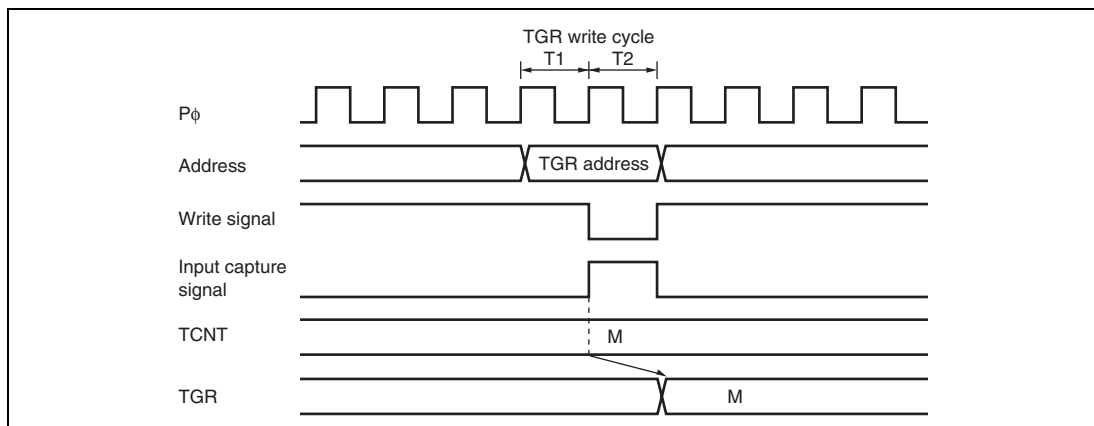 TGR write cycle
T1 T2
Pϕ
Address
TGR address
Write signal
Input capture
signal
TCNT
M
TGR
M